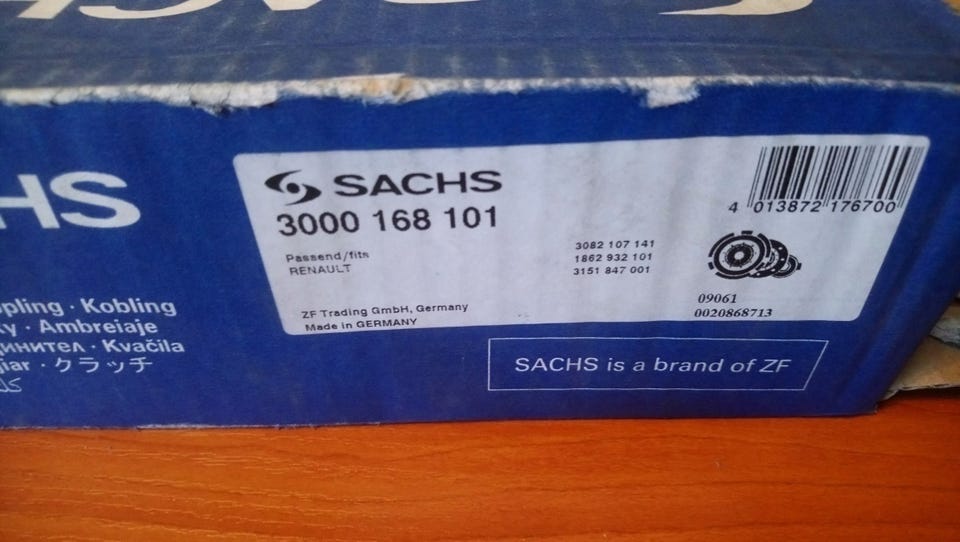 HS
SACHS
3000 168 101
Passend/fits
RENAULT
3082 107 141
1862 932 101
3151 847 001
4 013872 176700
09061
0020868713
ZF Trading GmbH, Germany
Made in GERMANY
pling · Kobling
y · Ambreiaje
динител · Kvačila
jiar · クラッチ
SACHS is a brand of ZF